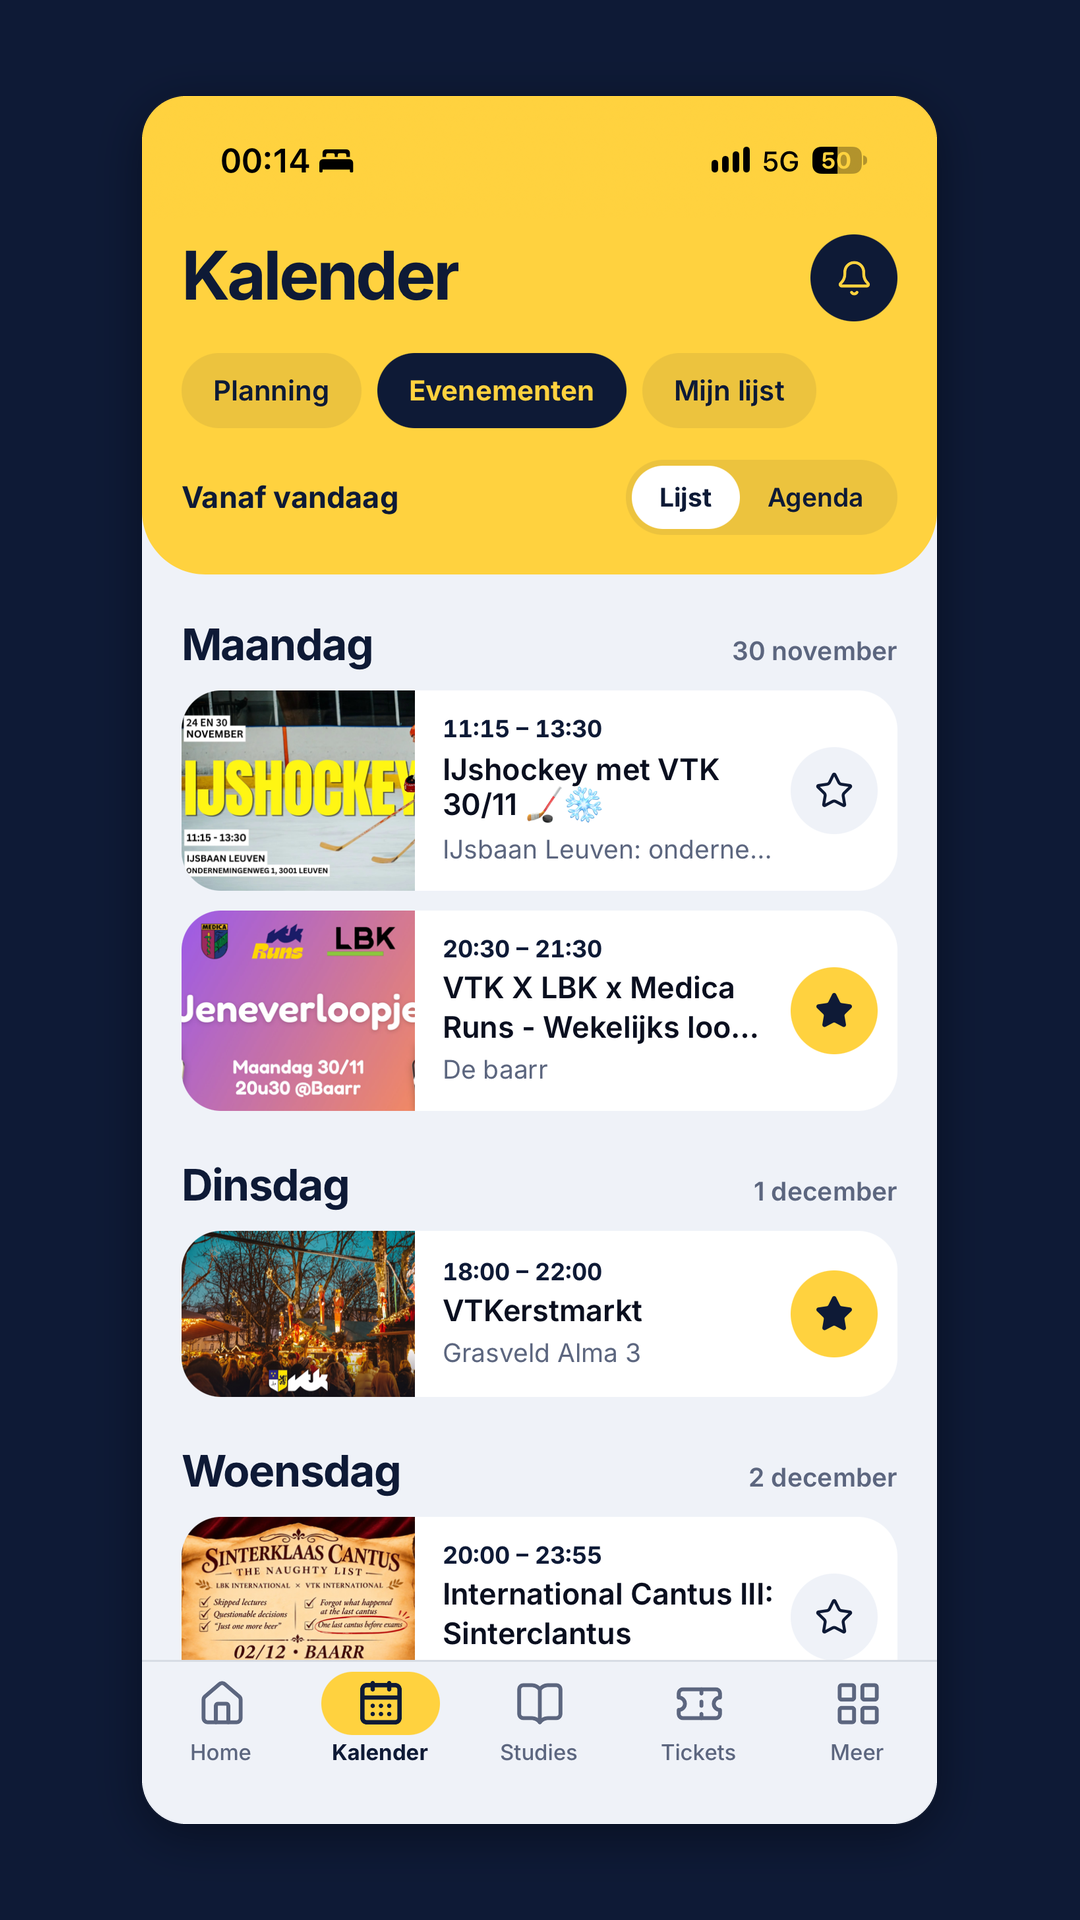 00:14
5G 50
Kalender
Planning
Evenementen
Mijn lijst
Vanaf vandaag
Lijst
Agenda
Maandag
30 november
24 EN 30
NOVEMBER
IJSHOCKEY
11:15 - 13:30
IJSBAAN LEUVEN
ONDERNEMINGENWEG 1, 3001 LEUVEN
11:15 – 13:30
IJshockey met VTK
30/11 🏒❄️
IJsbaan Leuven: onderne...
MEDICA
vtk
Runs
LBK
Jeneverloopje
Maandag 30/11
20u30 @Baarr
20:30 – 21:30
VTK X LBK x Medica
Runs - Wekelijks loo...
De baarr
Dinsdag
1 december
vtk
18:00 – 22:00
VTKerstmarkt
Grasveld Alma 3
Woensdag
2 december
SINTERKLAAS CANTUS
THE NAUGHTY LIST
LBK INTERNATIONAL × VTK INTERNATIONAL
Skipped lectures
Questionable decisions
"Just one more beer"
Forgot what happened
at the last cantus
One last cantus before exams
02/12 • BAARR
20:00 – 23:55
International Cantus III:
Sinterclantus
Home
Kalender
Studies
Tickets
Meer